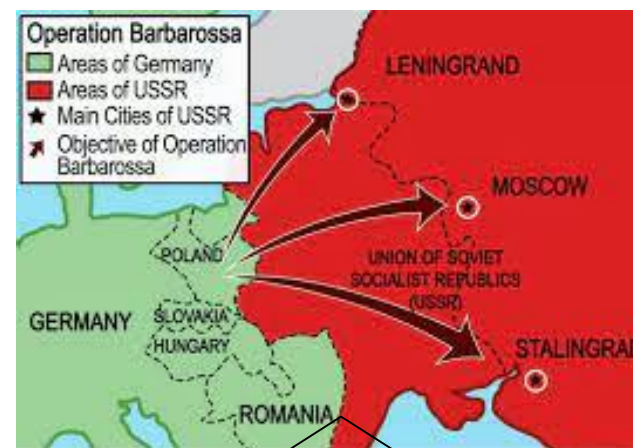 Operation Barbarossa
Areas of Germany
Areas of USSR
Main Cities of USSR
Objective of Operation
Barbarossa
LENINGRAND
MOSCOW
POLAND
UNION OF SOVIET
SOCIALIST REPUBLICS
(USSR)
GERMANY
SLOVAKIA
HUNGARY
STALINGRAD
ROMANIA